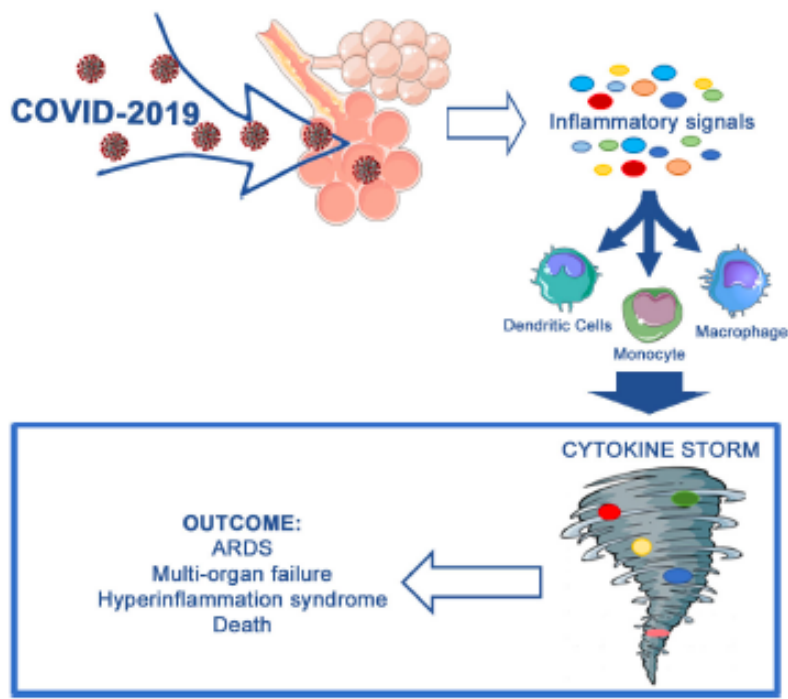 COVID-2019
Inflammatory signals
Dendritic Cells
Monocyte
Macrophage
CYTOKINE STORM
OUTCOME:
ARDS
Multi-organ failure
Hyperinflammation syndrome
Death